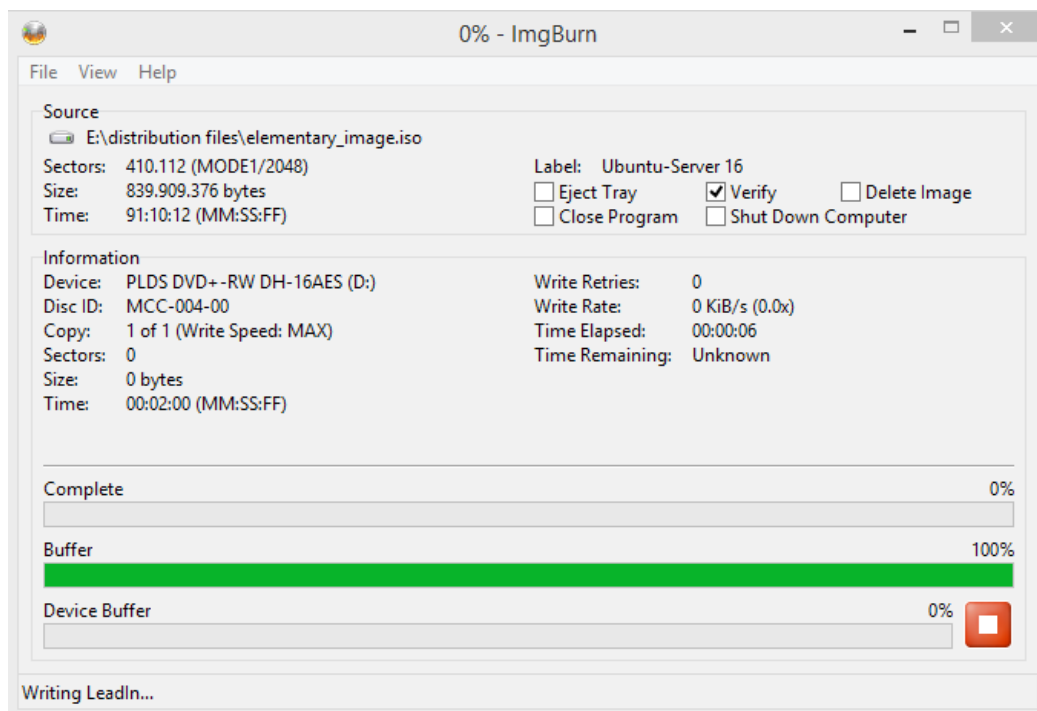 0% - ImgBurn
File View Help
Source
E:\distribution files\elementary_image.iso
Sectors: 410.112 (MODE1/2048) Label: Ubuntu-Server 16
Size: 839.909.376 bytes Eject Tray Verify Delete Image
Time: 91:10:12 (MM:SS:FF) Close Program Shut Down Computer
Information
Device: PLDS DVD+-RW DH-16AES (D:) Write Retries: 0
Disc ID: MCC-004-00 Write Rate: 0 KiB/s (0.0x)
Copy: 1 of 1 (Write Speed: MAX) Time Elapsed: 00:00:06
Sectors: 0 Time Remaining: Unknown
Size: 0 bytes
Time: 00:02:00 (MM:SS:FF)
Complete 0%
Buffer 100%
Device Buffer 0%
Writing LeadIn...